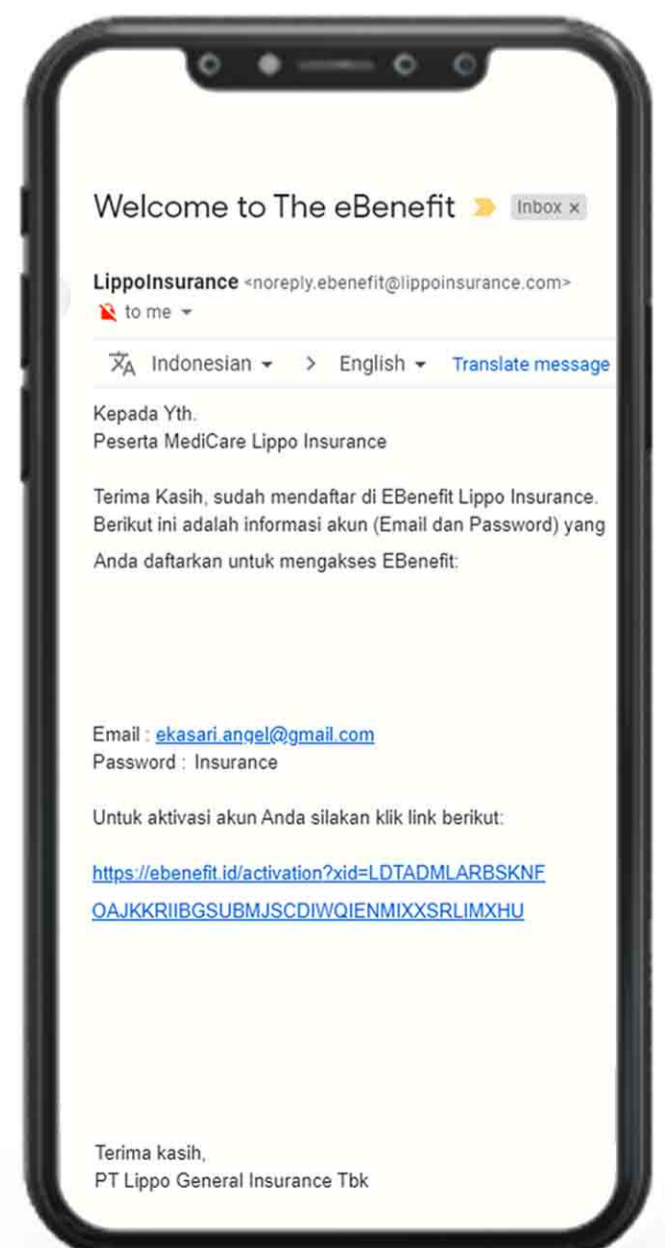 Welcome to The eBenefit Inbox x
LippoInsurance <noreply.ebenefit@lippoinsurance.com>
to me
Indonesian > English Translate message
Kepada Yth.
Peserta MediCare Lippo Insurance
Terima Kasih, sudah mendaftar di EBenefit Lippo Insurance.
Berikut ini adalah informasi akun (Email dan Password) yang
Anda daftarkan untuk mengakses EBenefit:
Email : ekasari.angel@gmail.com
Password : Insurance
Untuk aktivasi akun Anda silakan klik link berikut:
https://ebenefit.id/activation?xid=LDTADMLARBSKNF
OAJKKRIIBGSUBMJSCDIWQIENMIXXSRLIMXHU
Terima kasih,
PT Lippo General Insurance Tbk